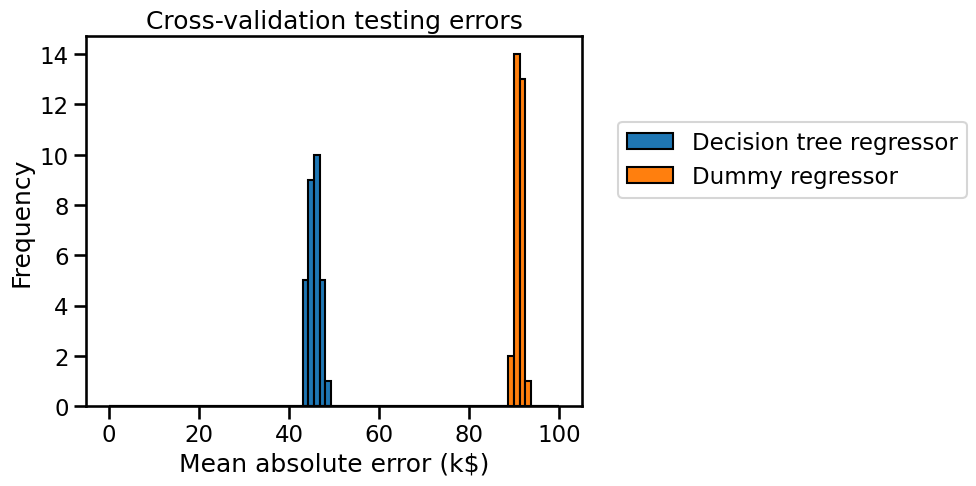 Cross-validation testing errors
14
12
10
8
6
4
2
0
Frequency
0 20 40 60 80 100
Mean absolute error (k$)
Decision tree regressor
Dummy regressor